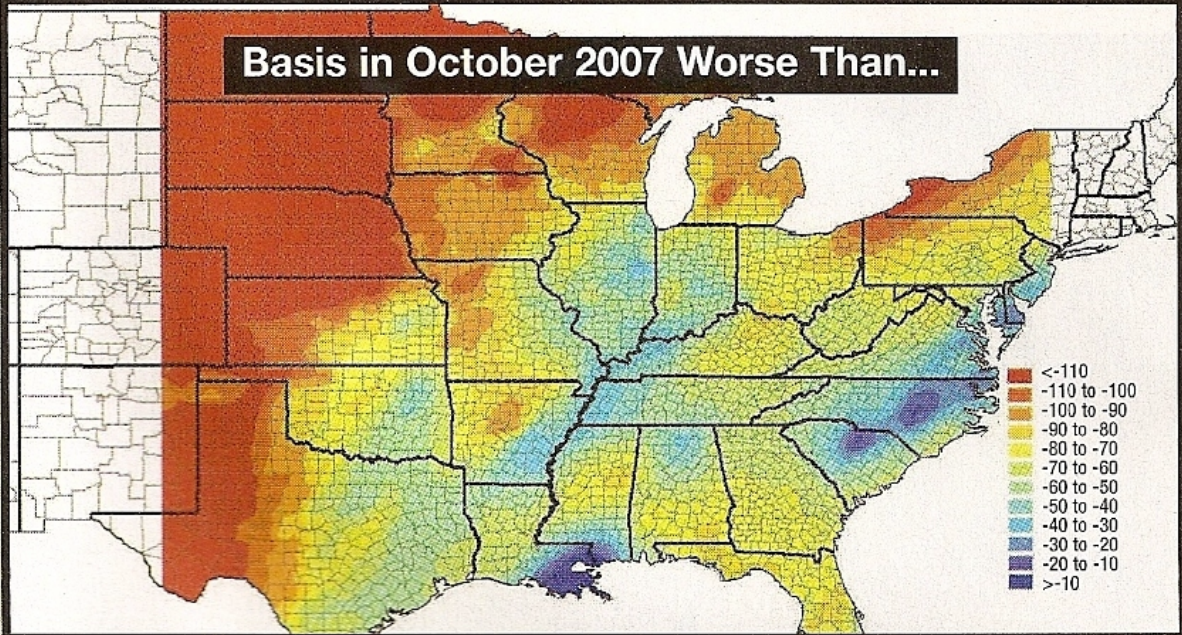 Basis in October 2007 Worse Than...
<-110
-110 to -100
-100 to -90
-90 to -80
-80 to -70
-70 to -60
-60 to -50
-50 to -40
-40 to -30
-30 to -20
-20 to -10
>-10